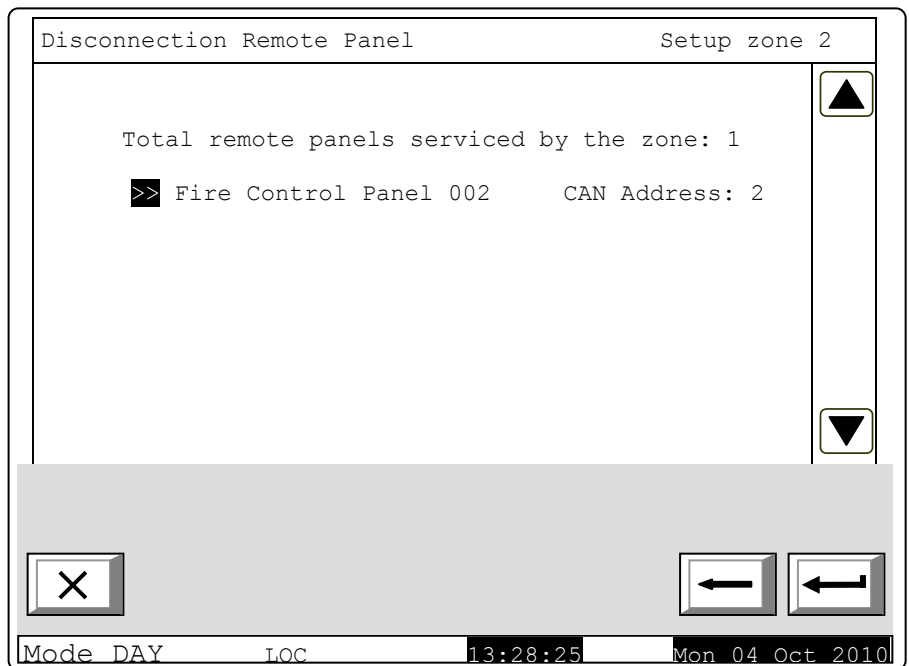 Disconnection Remote Panel Setup zone 2
Total remote panels serviced by the zone: 1
>> Fire Control Panel 002 CAN Address: 2
Mode DAY LOC 13:28:25 Mon 04 Oct 2010